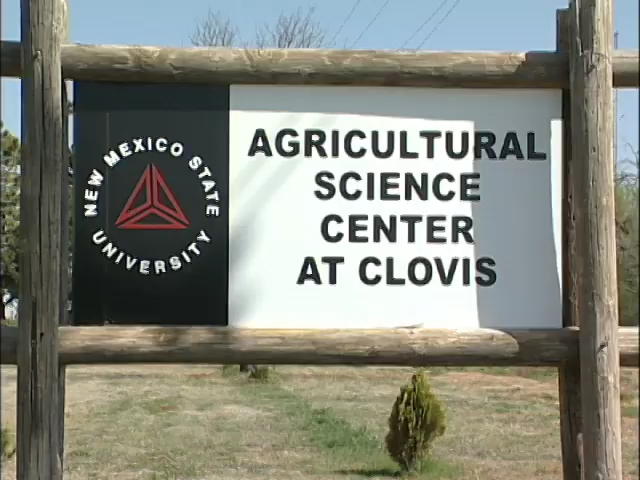 NEW MEXICO STATE
UNIVERSITY
AGRICULTURAL
SCIENCE
CENTER
AT CLOVIS